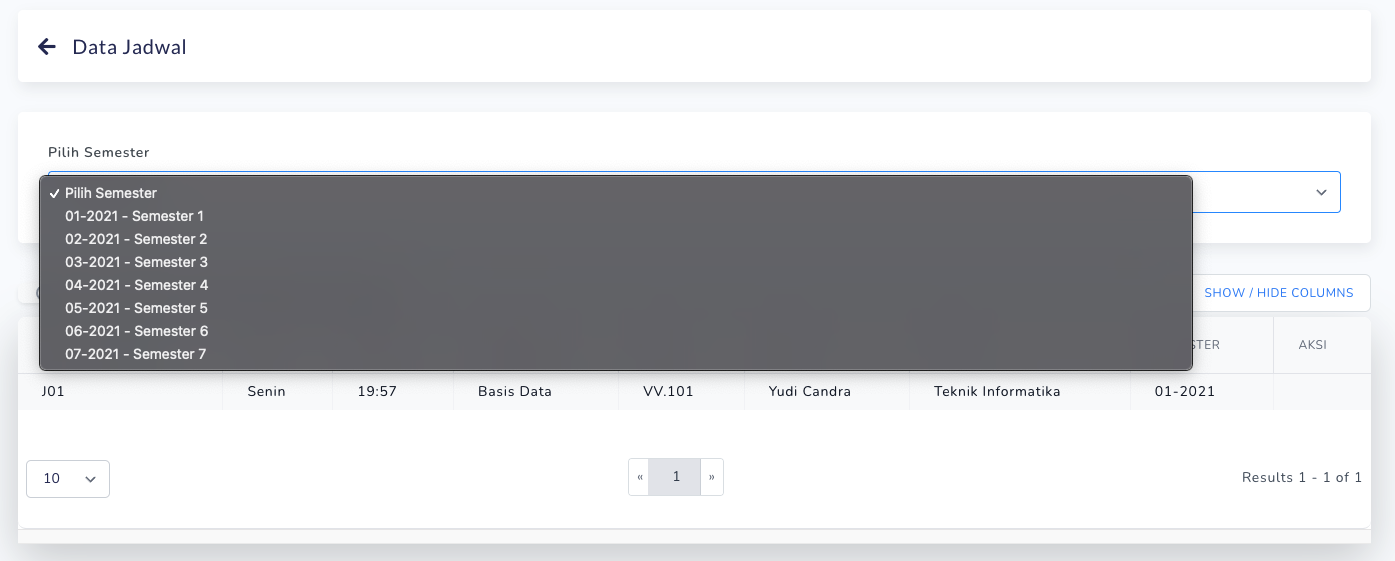 Data Jadwal
Pilih Semester
Pilih Semester
01-2021 - Semester 1
02-2021 - Semester 2
03-2021 - Semester 3
04-2021 - Semester 4
05-2021 - Semester 5
06-2021 - Semester 6
07-2021 - Semester 7
SHOW / HIDE COLUMNS
AKSI
J01 Senin 19:57 Basis Data VV.101 Yudi Candra Teknik Informatika 01-2021
10 « 1 » Results 1 - 1 of 1